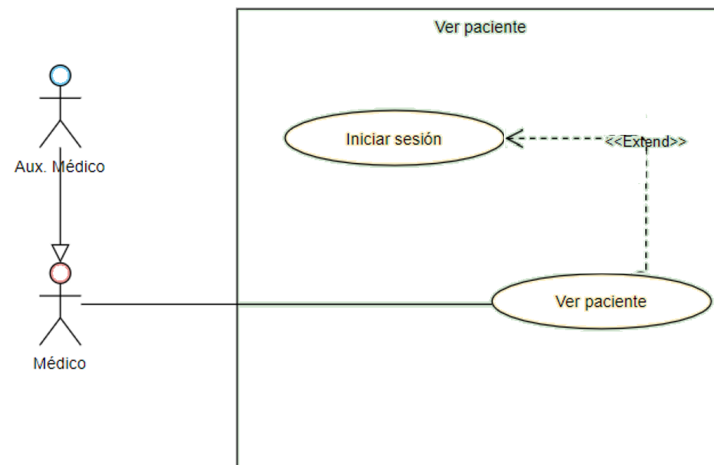 Ver paciente
Aux. Médico
Iniciar sesión
<<Extend>>
Médico
Ver paciente